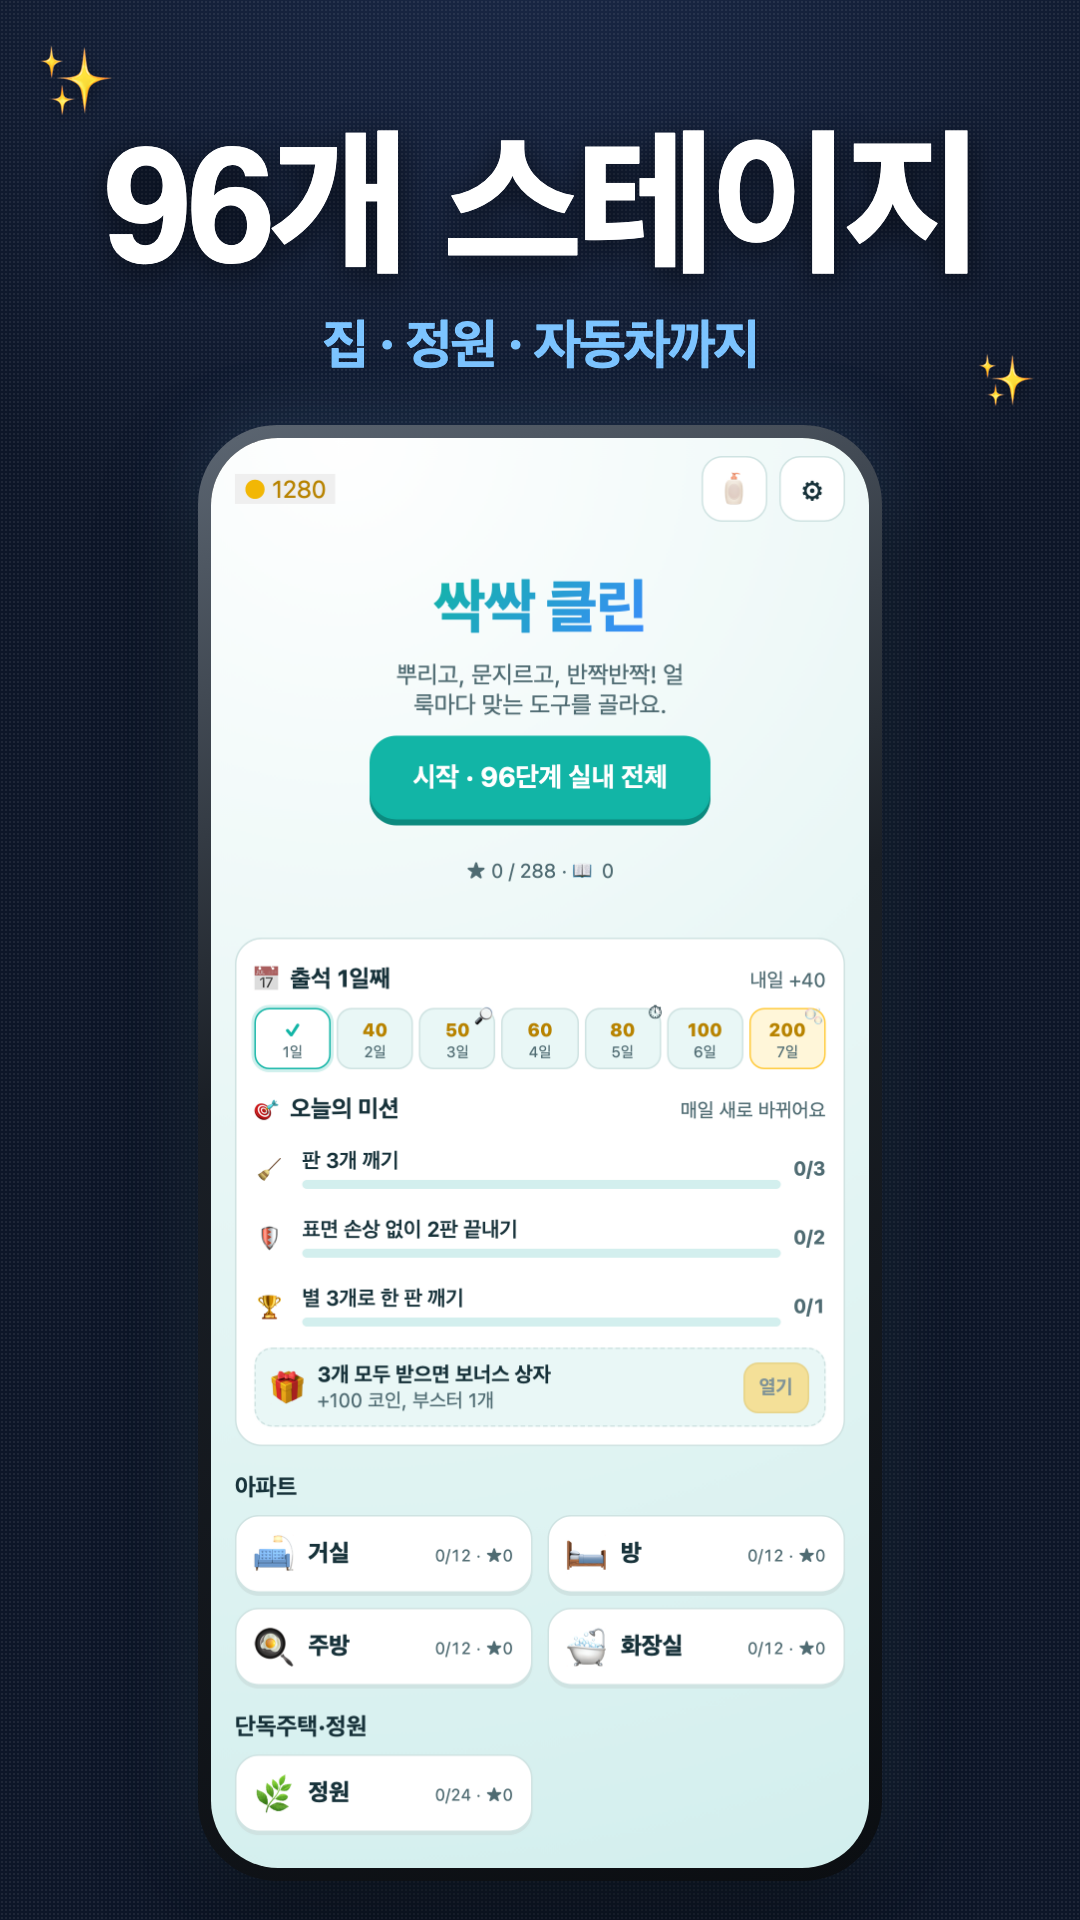 96개 스테이지
집 · 정원 · 자동차까지
1280
싹싹 클린
뿌리고, 문지르고, 반짝반짝! 얼
룩마다 맞는 도구를 골라요.
시작 · 96단계 실내 전체
★ 0 / 288 · 📖 0
17 출석 1일째
내일 +40
✓ 40 50 60 80 100 200
1일 2일 3일 4일 5일 6일 7일
오늘의 미션
매일 새로 바뀌어요
판 3개 깨기
0/3
표면 손상 없이 2판 끝내기
0/2
별 3개로 한 판 깨기
0/1
3개 모두 받으면 보너스 상자
+100 코인, 부스터 1개
열기
아파트
거실 0/12 · ★0
방 0/12 · ★0
주방 0/12 · ★0
화장실 0/12 · ★0
단독주택·정원
정원 0/24 · ★0